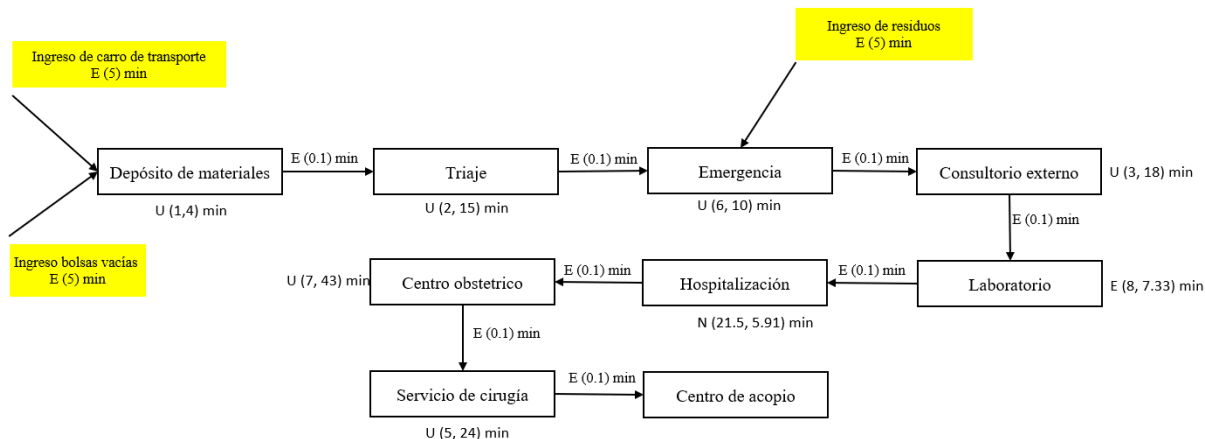 Ingreso de residuos
E (5) min
Ingreso de carro de transporte
E (5) min
Depósito de materiales
E (0.1) min
Triaje
E (0.1) min
Emergencia
E (0.1) min
Consultorio externo
U (3, 18) min
U (1,4) min
U (2, 15) min
U (6, 10) min
E (0.1) min
Ingreso bolsas vacías
E (5) min
U (7, 43) min
Centro obstetrico
E (0.1) min
Hospitalización
E (0.1) min
Laboratorio
E (8, 7.33) min
N (21.5, 5.91) min
E (0.1) min
Servicio de cirugía
E (0.1) min
Centro de acopio
U (5, 24) min